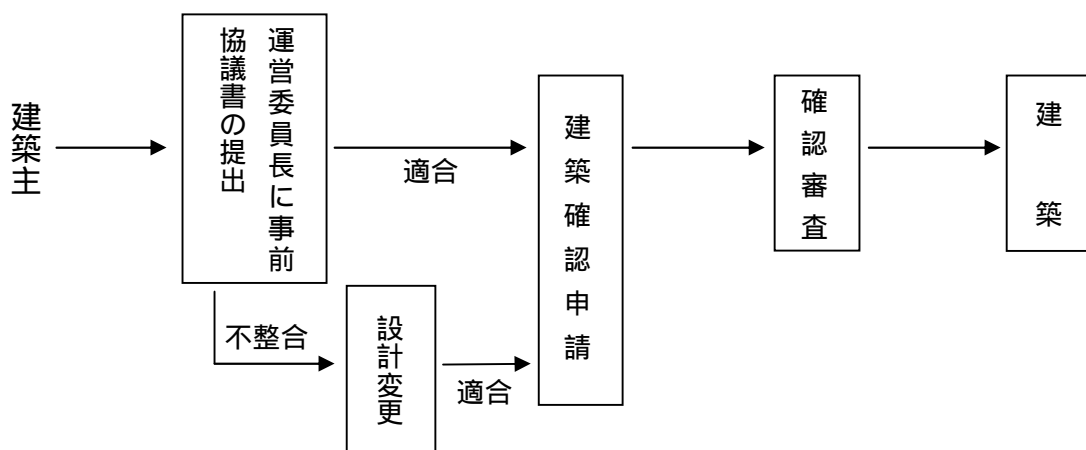 建築主
運営委員長に事前
協議書の提出
適合
不整合
設計変更
適合
建築確認申請
確認審査
建築